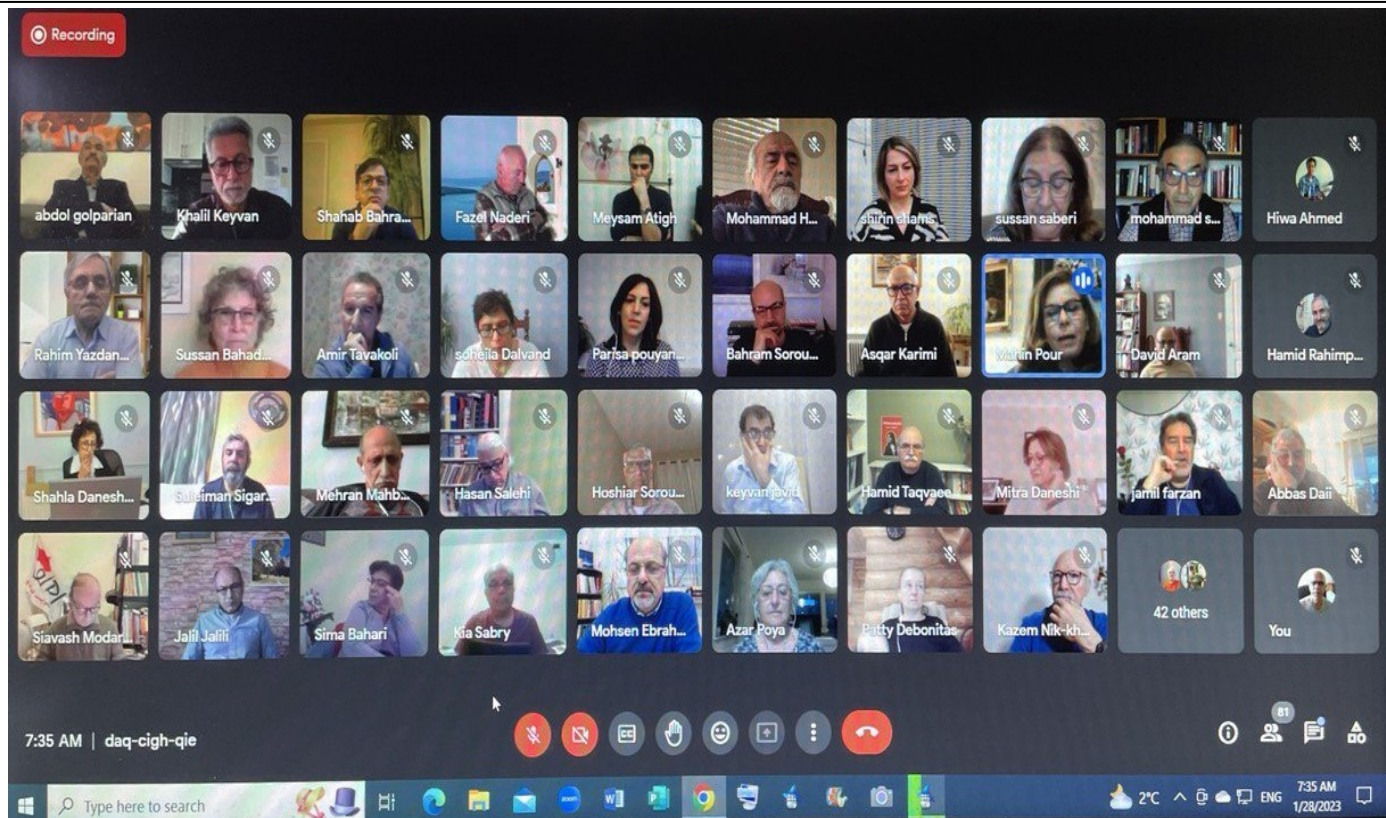 Recording
abdol golparian
Khalil Keyvan
Shahab Bahra...
Fazel Naderi
Meysam Atigh
Mohammad H...
shirin shams
sussan saberi
mohammad s...
Hiwa Ahmed
Rahim Yazdan...
Sussan Bahad...
Amir Tavakoli
soheila Dalvand
Parisa pouyan...
Bahram Sorou...
Asqar Karimi
Mahin Pour
David Aram
Hamid Rahimp...
Shahla Danesh...
Suleiman Sigar...
Mehran Mahb...
Hasan Salehi
Hoshiar Sorou...
keyvan javid
Hamid Taqvaee
Mitra Daneshi
jamil farzan
Abbas Daii
Siavash Modar...
Jalil Jalili
Sima Bahari
Kia Sabry
Mohsen Ebrah...
Azar Poya
Patty Debonitas
Kazem Nik-kh...
42 others
You
7:35 AM | daq-cigh-qie
CC
81
Type here to search
zoom
2°C
ENG
7:35 AM
1/28/2023